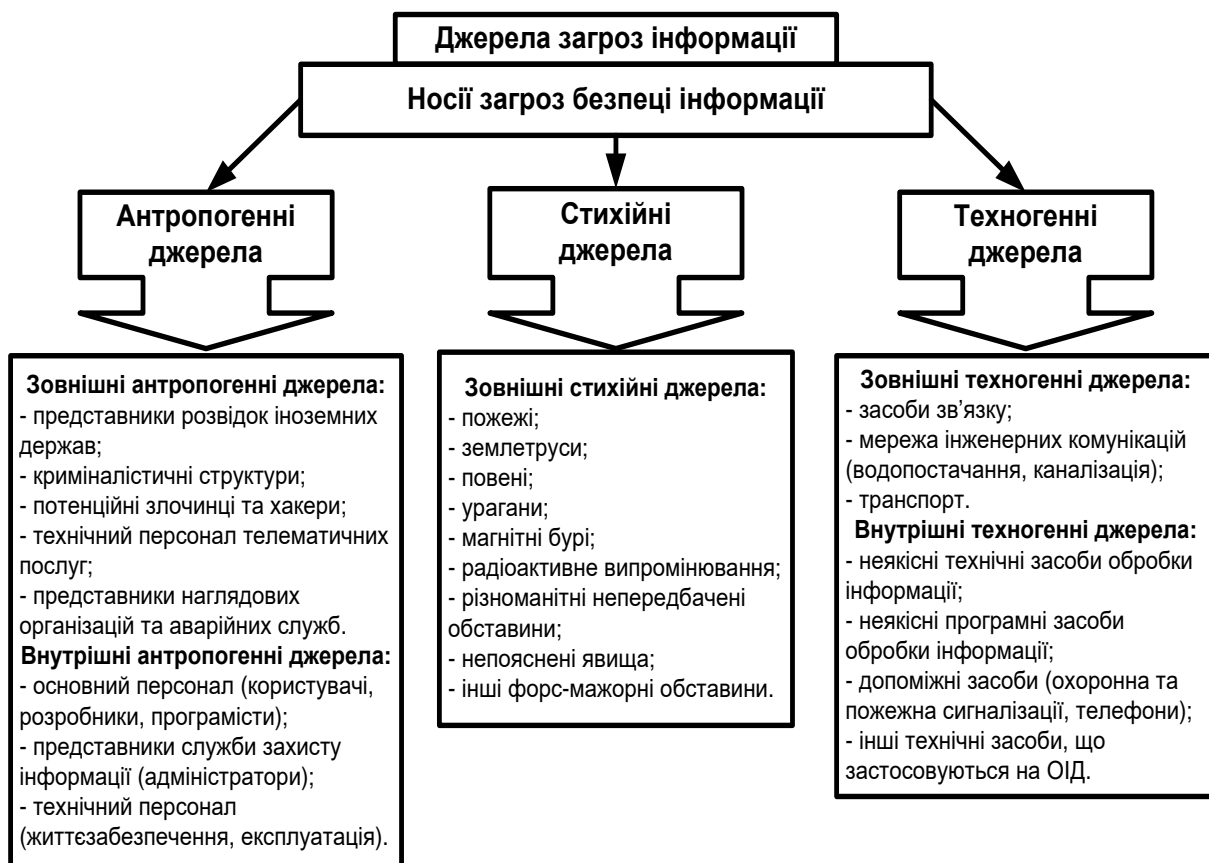 Джерела загроз інформації
Носії загроз безпеці інформації
Антропогенні
джерела
Стихійні
джерела
Техногенні
джерела
Зовнішні антропогенні джерела:
- представники розвідок іноземних
держав;
- криміналістичні структури;
- потенційні злочинці та хакери;
- технічний персонал телематичних
послуг;
- представники наглядових
організацій та аварійних служб.
Внутрішні антропогенні джерела:
- основний персонал (користувачі,
розробники, програмісти);
- представники служби захисту
інформації (адміністратори);
- технічний персонал
(життєзабезпечення, експлуатація).
Зовнішні стихійні джерела:
- пожежі;
- землетруси;
- повені;
- урагани;
- магнітні бурі;
- радіоактивне випромінювання;
- різноманітні непередбачені
обставини;
- непояснені явища;
- інші форс-мажорні обставини.
Зовнішні техногенні джерела:
- засоби зв’язку;
- мережа інженерних комунікацій
(водопостачання, каналізація);
- транспорт.
Внутрішні техногенні джерела:
- неякісні технічні засоби обробки
інформації;
- неякісні програмні засоби
обробки інформації;
- допоміжні засоби (охоронна та
пожежна сигналізації, телефони);
- інші технічні засоби, що
застосовуються на ОІД.